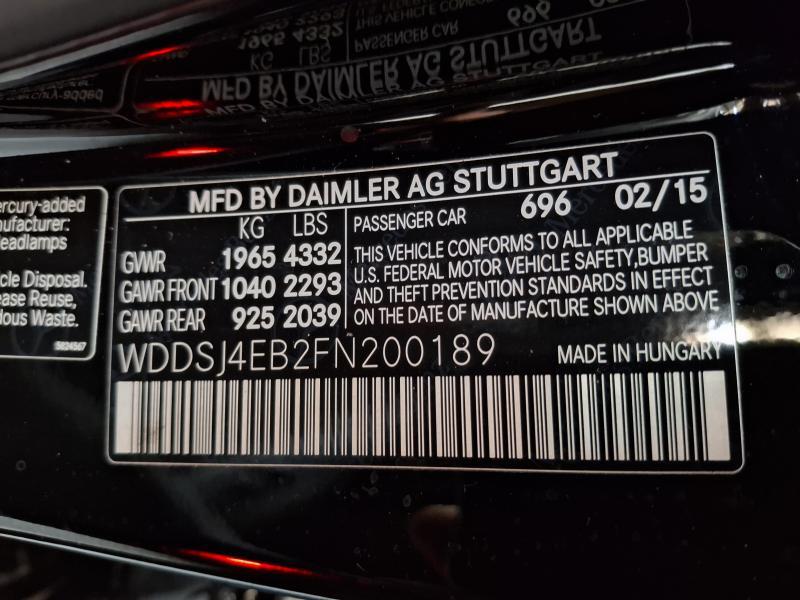 MFD BY DAIMLER AG STUTTGART
KG LBS
GVWR 1965 4332
GAWR FRONT 1040 2293
GAWR REAR 925 2039
PASSENGER CAR 696 02/15
THIS VEHICLE CONFORMS TO ALL APPLICABLE
U.S. FEDERAL MOTOR VEHICLE SAFETY,BUMPER
AND THEFT PREVENTION STANDARDS IN EFFECT
ON THE DATE OF MANUFACTURE SHOWN ABOVE
WDDSJ4EB2FN200189 MADE IN HUNGARY
ercury-added
nufacturer:
eadlamps
cle Disposal.
ease Reuse,
dous Waste.
5824567